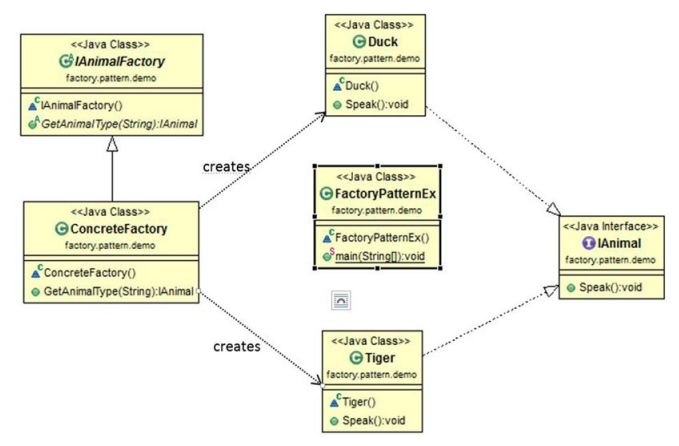 <<Java Class>>
IAnimalFactory
factory.pattern.demo
IAnimalFactory()
GetAnimalType(String):IAnimal
<<Java Class>>
Duck
factory.pattern.demo
Duck()
Speak():void
creates
<<Java Class>>
FactoryPatternEx
factory.pattern.demo
FactoryPatternEx()
main(String[]):void
<<Java Class>>
ConcreteFactory
factory.pattern.demo
ConcreteFactory()
GetAnimalType(String):IAnimal
<<Java Interface>>
IAnimal
factory.pattern.demo
Speak():void
creates
<<Java Class>>
Tiger
factory.pattern.demo
Tiger()
Speak():void